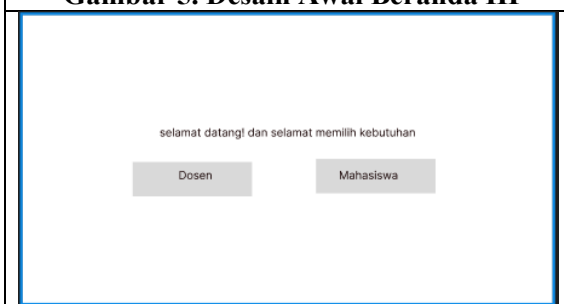 Gambar 3. Desain Awal Beranda III
selamat datang! dan selamat memilih kebutuhan
Dosen
Mahasiswa